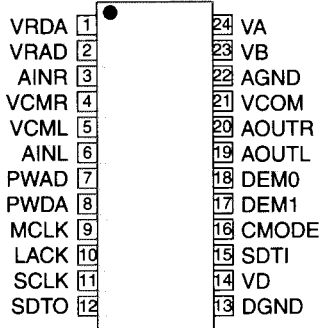 VRDA 1 24 VA
VRAD 2 23 VB
AINR 3 22 AGND
VCMR 4 21 VCOM
VCML 5 20 AOUTR
AINL 6 19 AOUTL
PWAD 7 18 DEM0
PWDA 8 17 DEM1
MCLK 9 16 CMODE
LACK 10 15 SDTI
SCLK 11 14 VD
SDTO 12 13 DGND